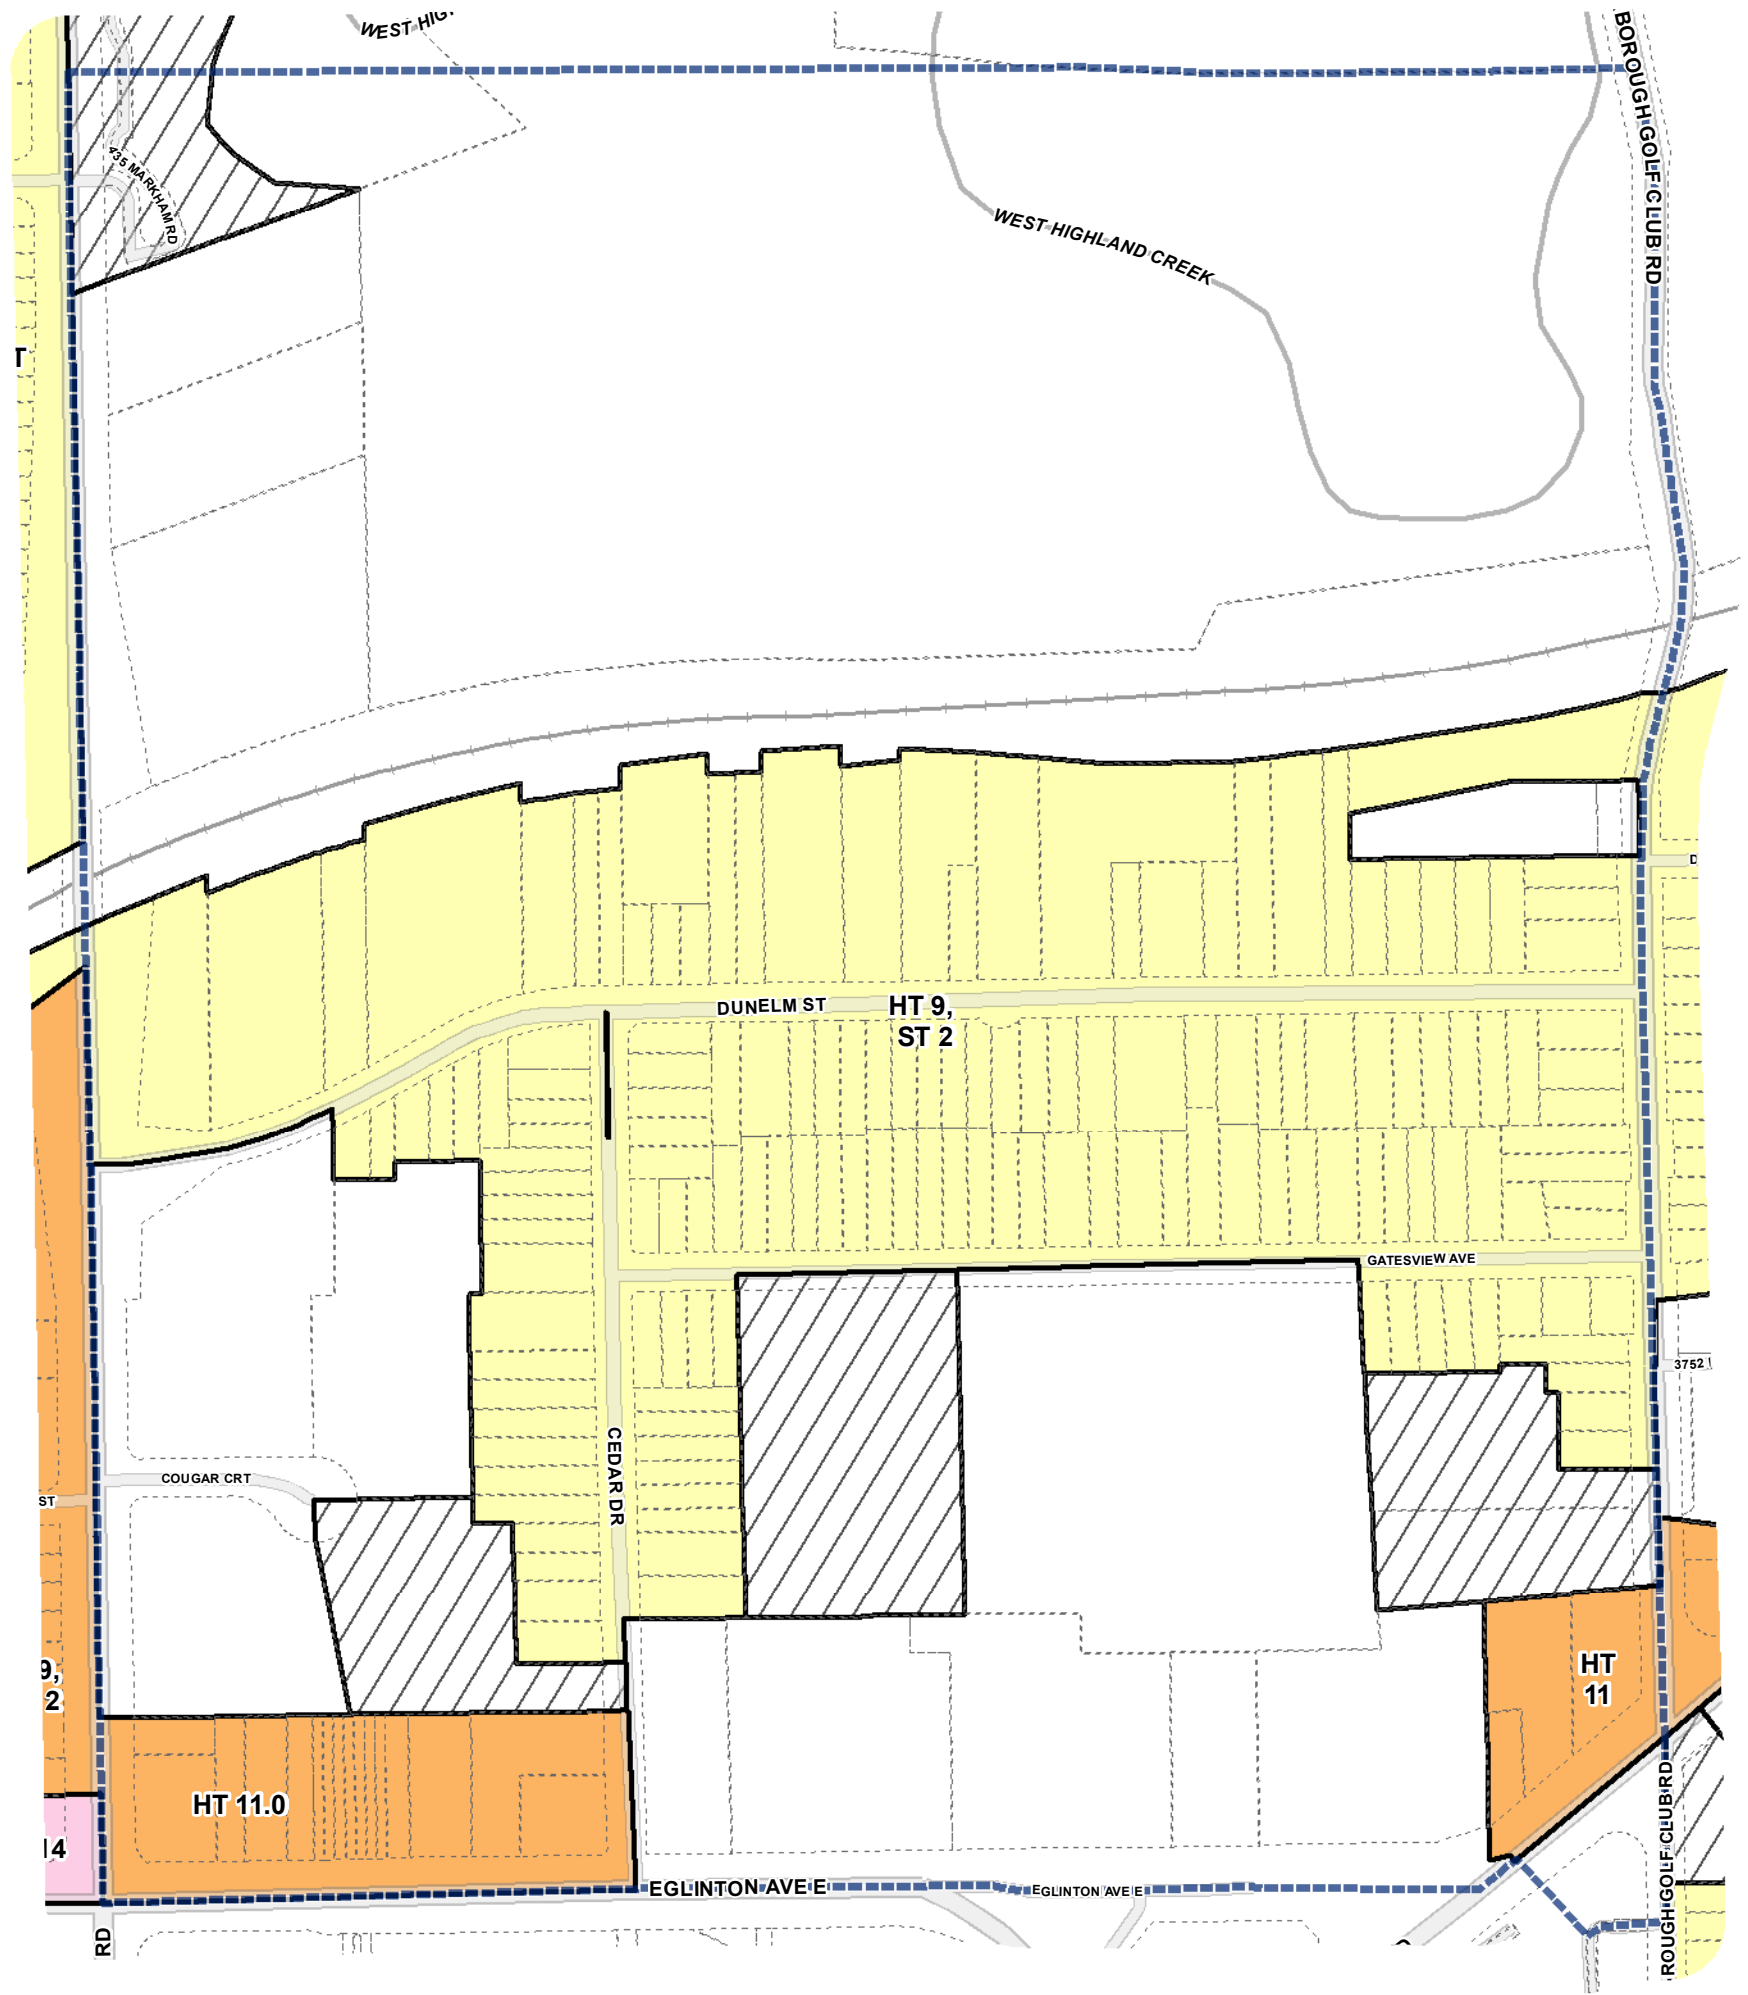 WEST HIG
BOROUGH GOLF CLUB RD
435 MARKHAM RD
WEST HIGHLAND CREEK
T
D
DUNELM ST
HT 9,
ST 2
GATESVIEW AVE
3752
CEDAR DR
COUGAR CRT
ST
9,
2
HT
11
HT 11.0
14
ROUGH GOLF CLUB RD
EGLINTON AVE E
EGLINTON AVE E
RD